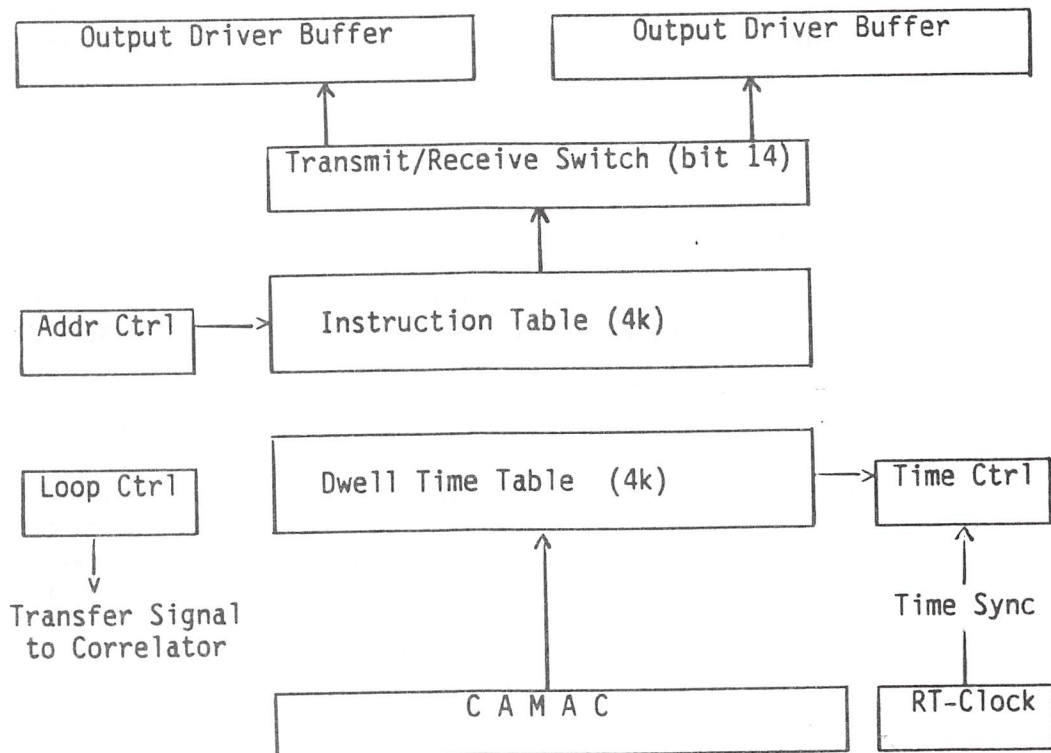 Output Driver Buffer
Output Driver Buffer
Transmit/Receive Switch (bit 14)
Addr Ctrl
Instruction Table (4k)
Loop Ctrl
Dwell Time Table (4k)
Time Ctrl
Transfer Signal
to Correlator
Time Sync
C A M A C
RT-Clock